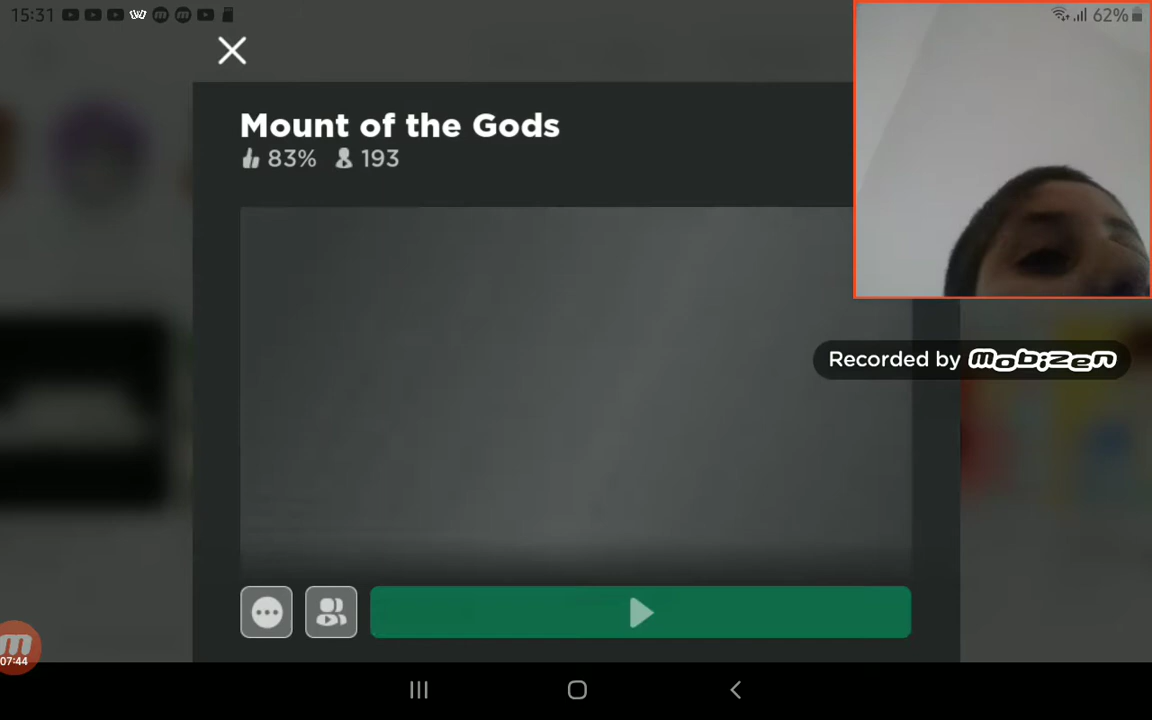 15:31
62%
Mount of the Gods
83% 193
Recorded by mobizen
07:44